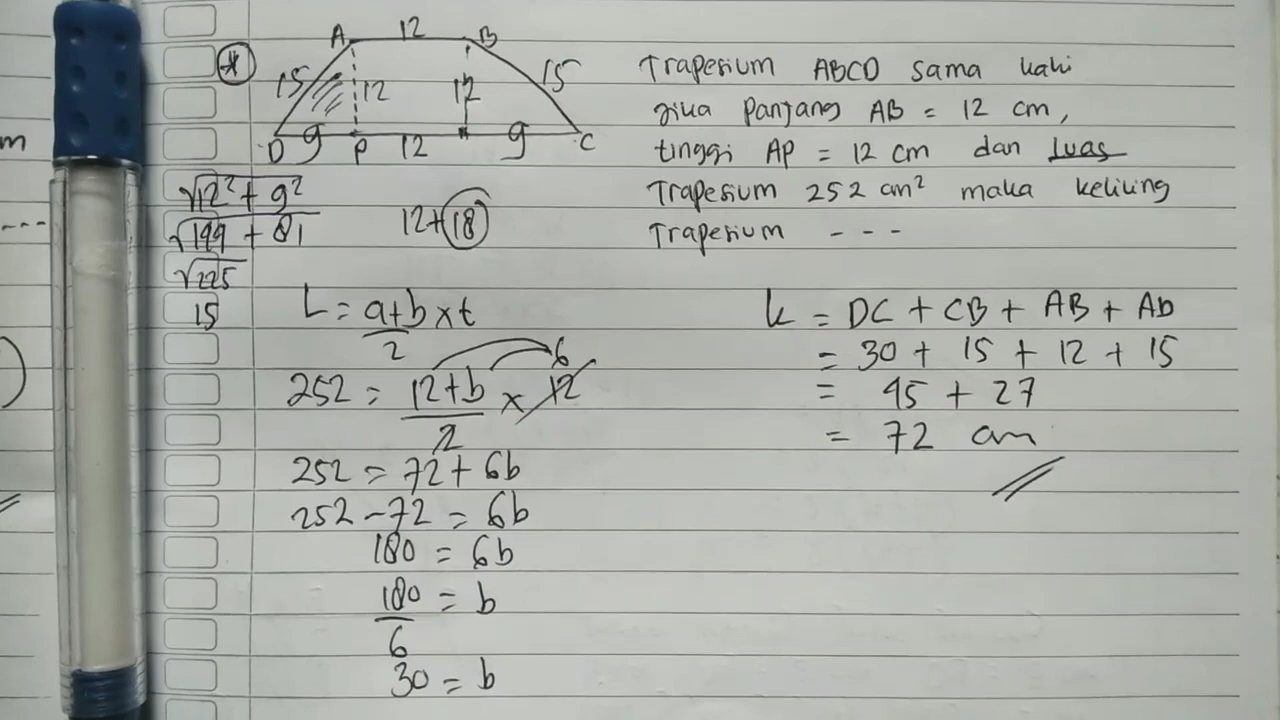 A 12 B
15 12 12 15
D 9 P 12 9 C
*
m
Trapesium ABCD sama kaki
jika Panjang AB = 12 cm,
tinggi AP = 12 cm dan Luas
Trapesium 252 cm² maka keliling
Trapesium - - -
- - -
√12² + 9²
√144 + 81
√225
15
12+18
L = a+b x t
2
252 = 12+b x 12
2
6
252 = 72 + 6b
252 - 72 = 6b
180 = 6b
180 = b
6
30 = b
k = DC + CB + AB + AD
= 30 + 15 + 12 + 15
= 45 + 27
= 72 cm